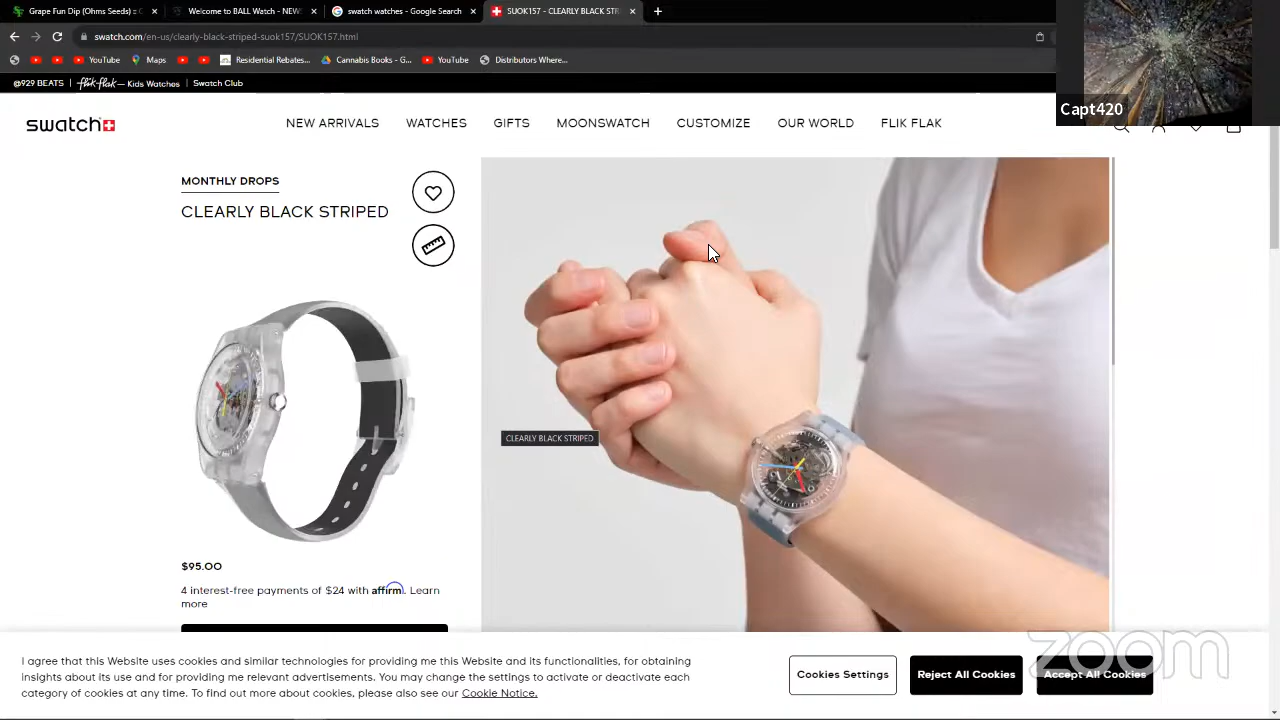 Grape Fun Dip (Ohms Seeds) :: C
Welcome to BALL Watch - NEW
swatch watches - Google Search
SUOK157 - CLEARLY BLACK STR
swatch.com/en-us/clearly-black-striped-suok157/SUOK157.html
YouTube
Maps
Residential Rebates...
Cannabis Books - G...
YouTube
Distributors Where...
@929 BEATS
flik flak — Kids Watches
Swatch Club
Capt420
swatch
NEW ARRIVALS
WATCHES
GIFTS
MOONSWATCH
CUSTOMIZE
OUR WORLD
FLIK FLAK
MONTHLY DROPS
CLEARLY BLACK STRIPED
CLEARLY BLACK STRIPED
$95.00
4 interest-free payments of $24 with affirm. Learn
more
I agree that this Website uses cookies and similar technologies for providing me this Website and its functionalities, for obtaining
insights about its use and for providing me relevant advertisements. You may change the settings to activate or deactivate each
category of cookies at any time. To find out more about cookies, please also see our Cookie Notice.
Cookies Settings
Reject All Cookies
Accept All Cookies
zoom